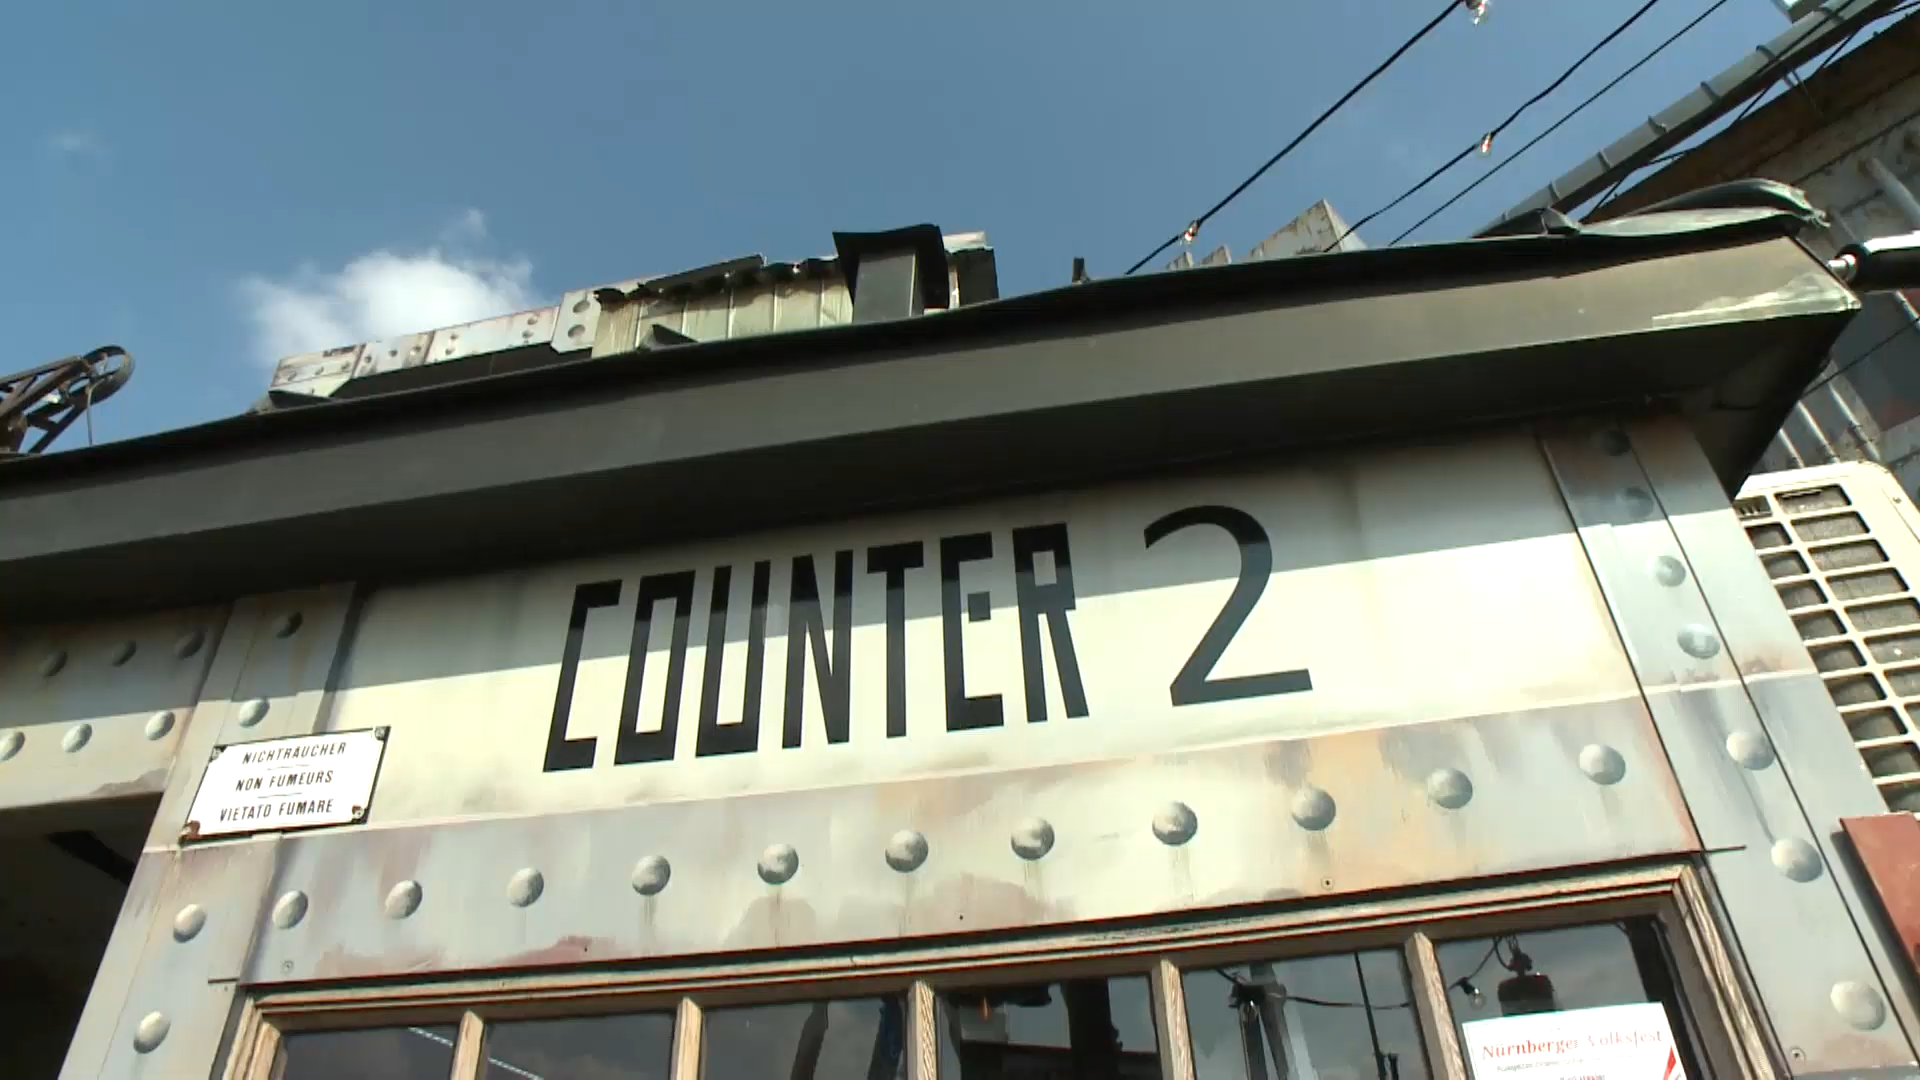 COUNTER 2
NICHTRAUCHER
NON FUMEURS
VIETATO FUMARE
Nürnberger Volksfest